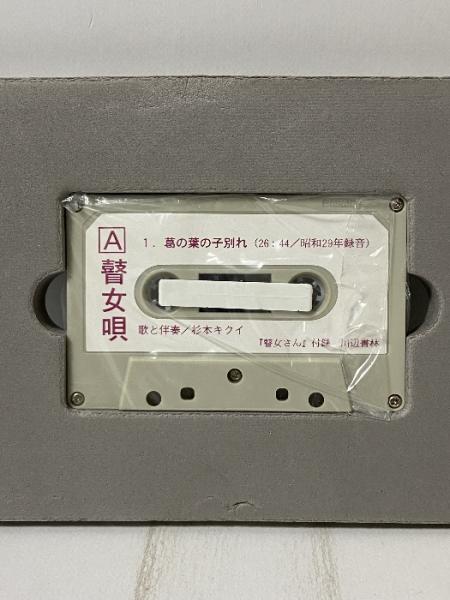 A
瞽女唄
1. 葛の葉の子別れ (26:44/昭和29年録音)
歌と伴奏/杉本キクイ
『瞽女さん』付録 川辺書林